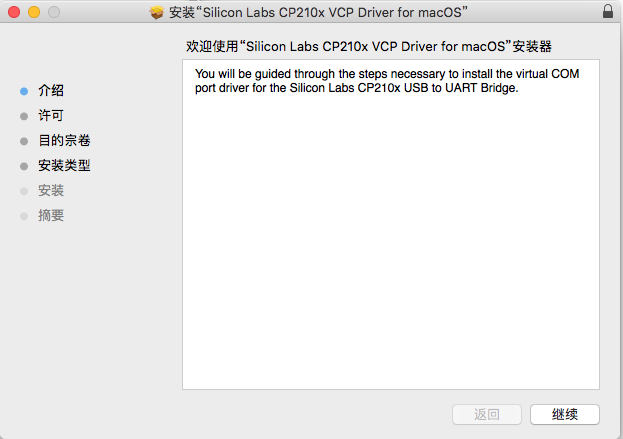 安装“Silicon Labs CP210x VCP Driver for macOS”
欢迎使用“Silicon Labs CP210x VCP Driver for macOS”安装器
介绍
许可
目的宗卷
安装类型
安装
摘要
You will be guided through the steps necessary to install the virtual COM
port driver for the Silicon Labs CP210x USB to UART Bridge.
返回
继续